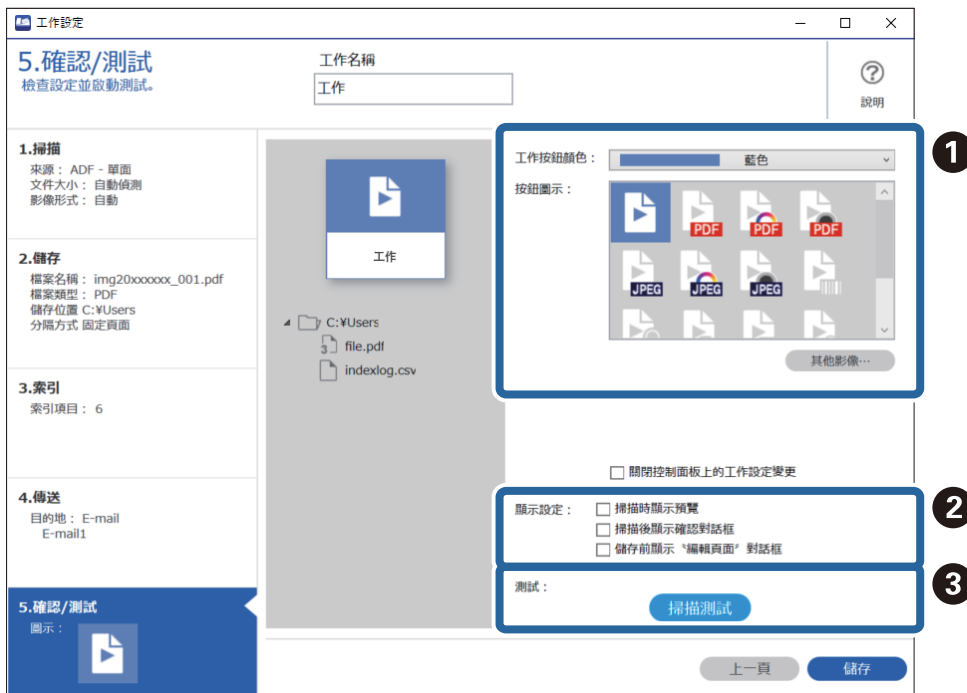 工作設定
5.確認/測試
檢查設定並啟動測試。
工作名稱
工作
說明
1.掃描
來源： ADF - 單面
文件大小： 自動偵測
影像形式： 自動
2.儲存
檔案名稱： img20xxxxxx_001.pdf
檔案類型： PDF
儲存位置 C:¥Users
分隔方式 固定頁面
3.索引
索引項目： 6
4.傳送
目的地： E-mail
E-mail1
5.確認/測試
圖示：
工作
C:¥Users
3 file.pdf
indexlog.csv
1
工作按鈕顏色： 藍色
按鈕圖示：
PDF PDF PDF
JPEG JPEG JPEG
其他影像…
關閉控制面板上的工作設定變更
2
顯示設定： 掃描時顯示預覽
掃描後顯示確認對話框
儲存前顯示〝編輯頁面〞對話框
3
測試：
掃描測試
上一頁 儲存